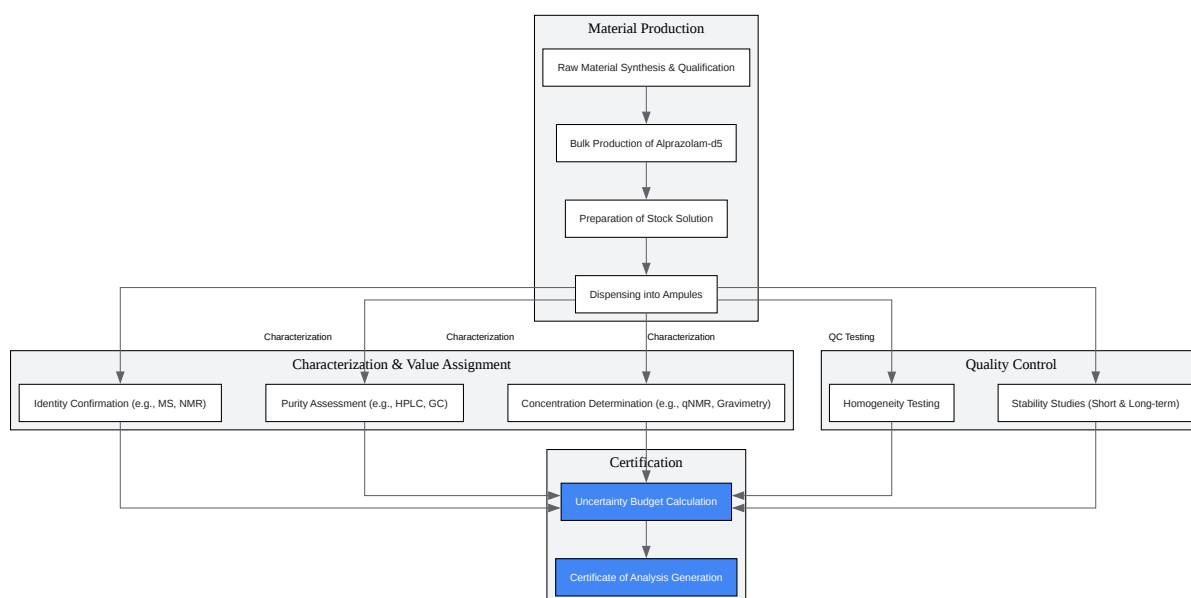 Material Production
Raw Material Synthesis & Qualification
Bulk Production of Alprazolam-d5
Preparation of Stock Solution
Dispensing into Ampules
Characterization
Characterization
Characterization
QC Testing
Characterization & Value Assignment
Quality Control
Identity Confirmation (e.g., MS, NMR)
Purity Assessment (e.g., HPLC, GC)
Concentration Determination (e.g., qNMR, Gravimetry)
Homogeneity Testing
Stability Studies (Short & Long-term)
Certification
Uncertainty Budget Calculation
Certificate of Analysis Generation